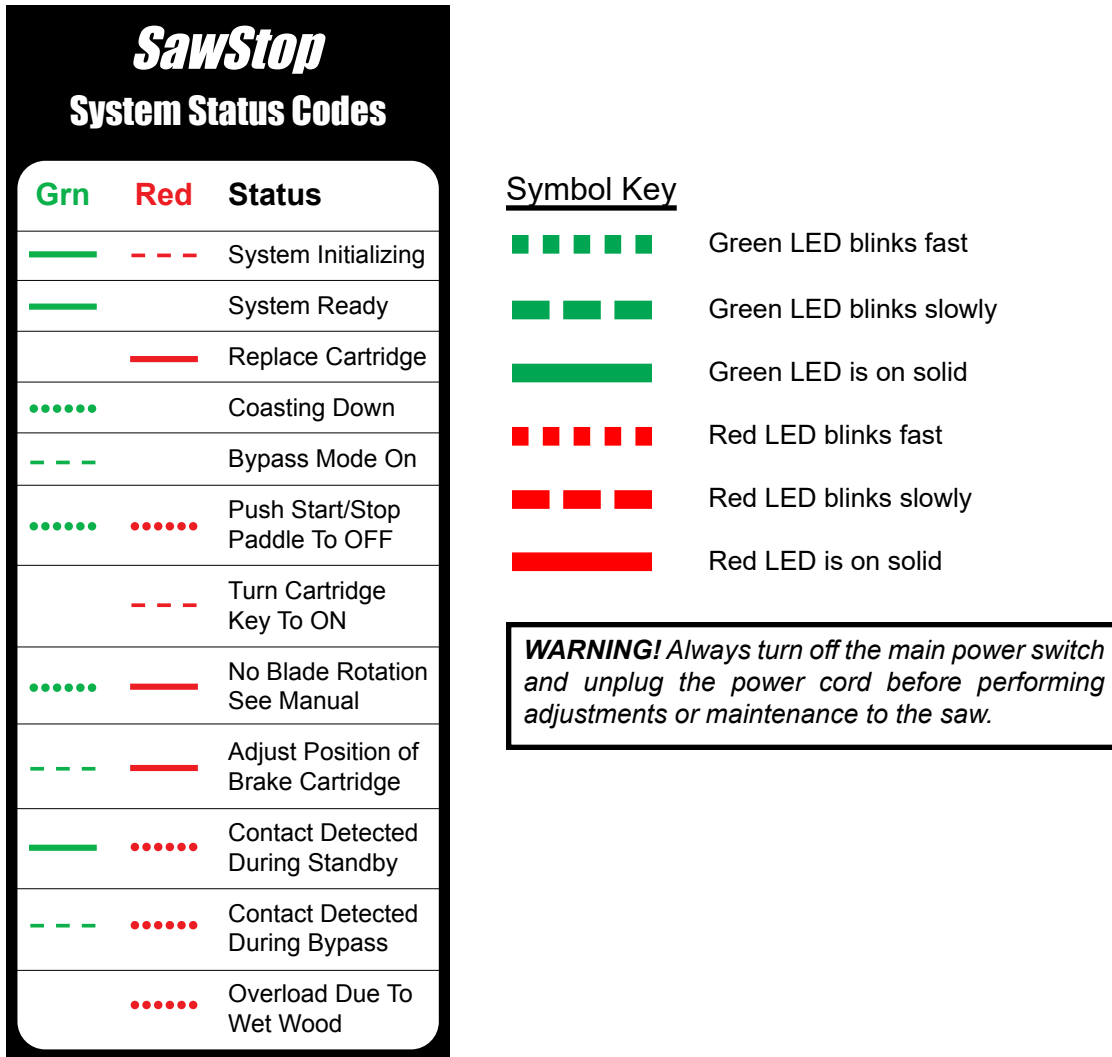 SawStop
System Status Codes
Grn Red Status
System Initializing
System Ready
Replace Cartridge
Coasting Down
Bypass Mode On
Push Start/Stop
Paddle To OFF
Turn Cartridge
Key To ON
No Blade Rotation
See Manual
Adjust Position of
Brake Cartridge
Contact Detected
During Standby
Contact Detected
During Bypass
Overload Due To
Wet Wood
Symbol Key
Green LED blinks fast
Green LED blinks slowly
Green LED is on solid
Red LED blinks fast
Red LED blinks slowly
Red LED is on solid
WARNING! Always turn off the main power switch
and unplug the power cord before performing
adjustments or maintenance to the saw.